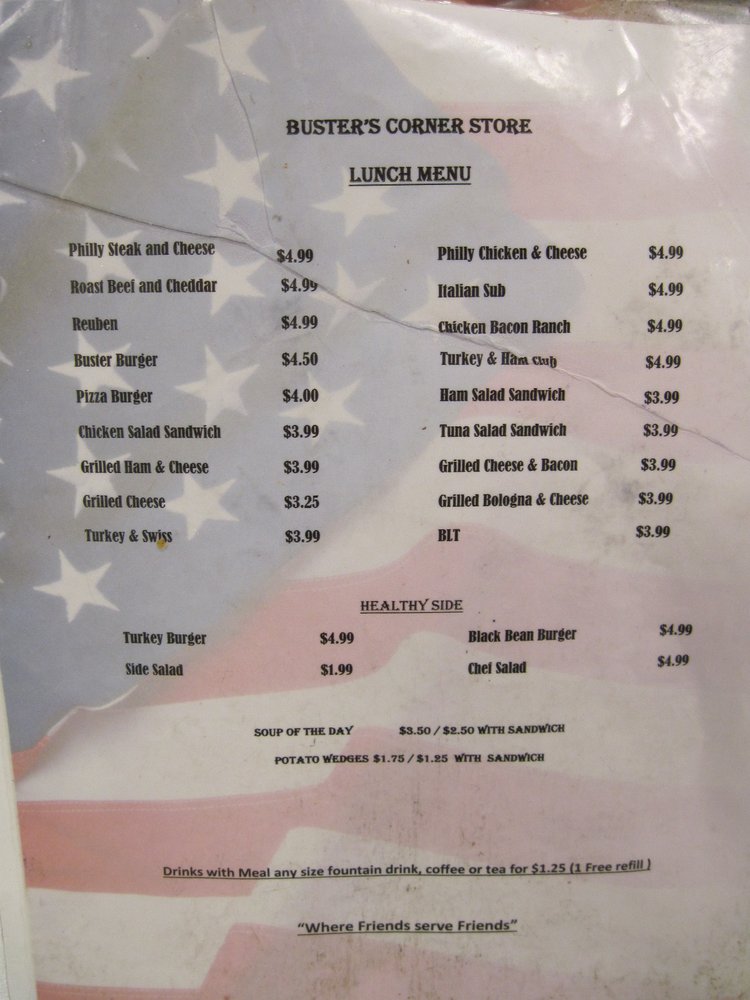 BUSTER'S CORNER STORE
LUNCH MENU
Philly Steak and Cheese $4.99
Roast Beef and Cheddar $4.99
Reuben $4.99
Buster Burger $4.50
Pizza Burger $4.00
Chicken Salad Sandwich $3.99
Grilled Ham & Cheese $3.99
Grilled Cheese $3.25
Turkey & Swiss $3.99
Philly Chicken & Cheese $4.99
Italian Sub $4.99
Chicken Bacon Ranch $4.99
Turkey & Ham Club $4.99
Ham Salad Sandwich $3.99
Tuna Salad Sandwich $3.99
Grilled Cheese & Bacon $3.99
Grilled Bologna & Cheese $3.99
BLT $3.99
HEALTHY SIDE
Turkey Burger $4.99
Side Salad $1.99
Black Bean Burger $4.99
Chef Salad $4.99
SOUP OF THE DAY $3.50 / $2.50 WITH SANDWICH
POTATO WEDGES $1.75 / $1.25 WITH SANDWICH
Drinks with Meal any size fountain drink, coffee or tea for $1.25 (1 Free refill )
"Where Friends serve Friends"